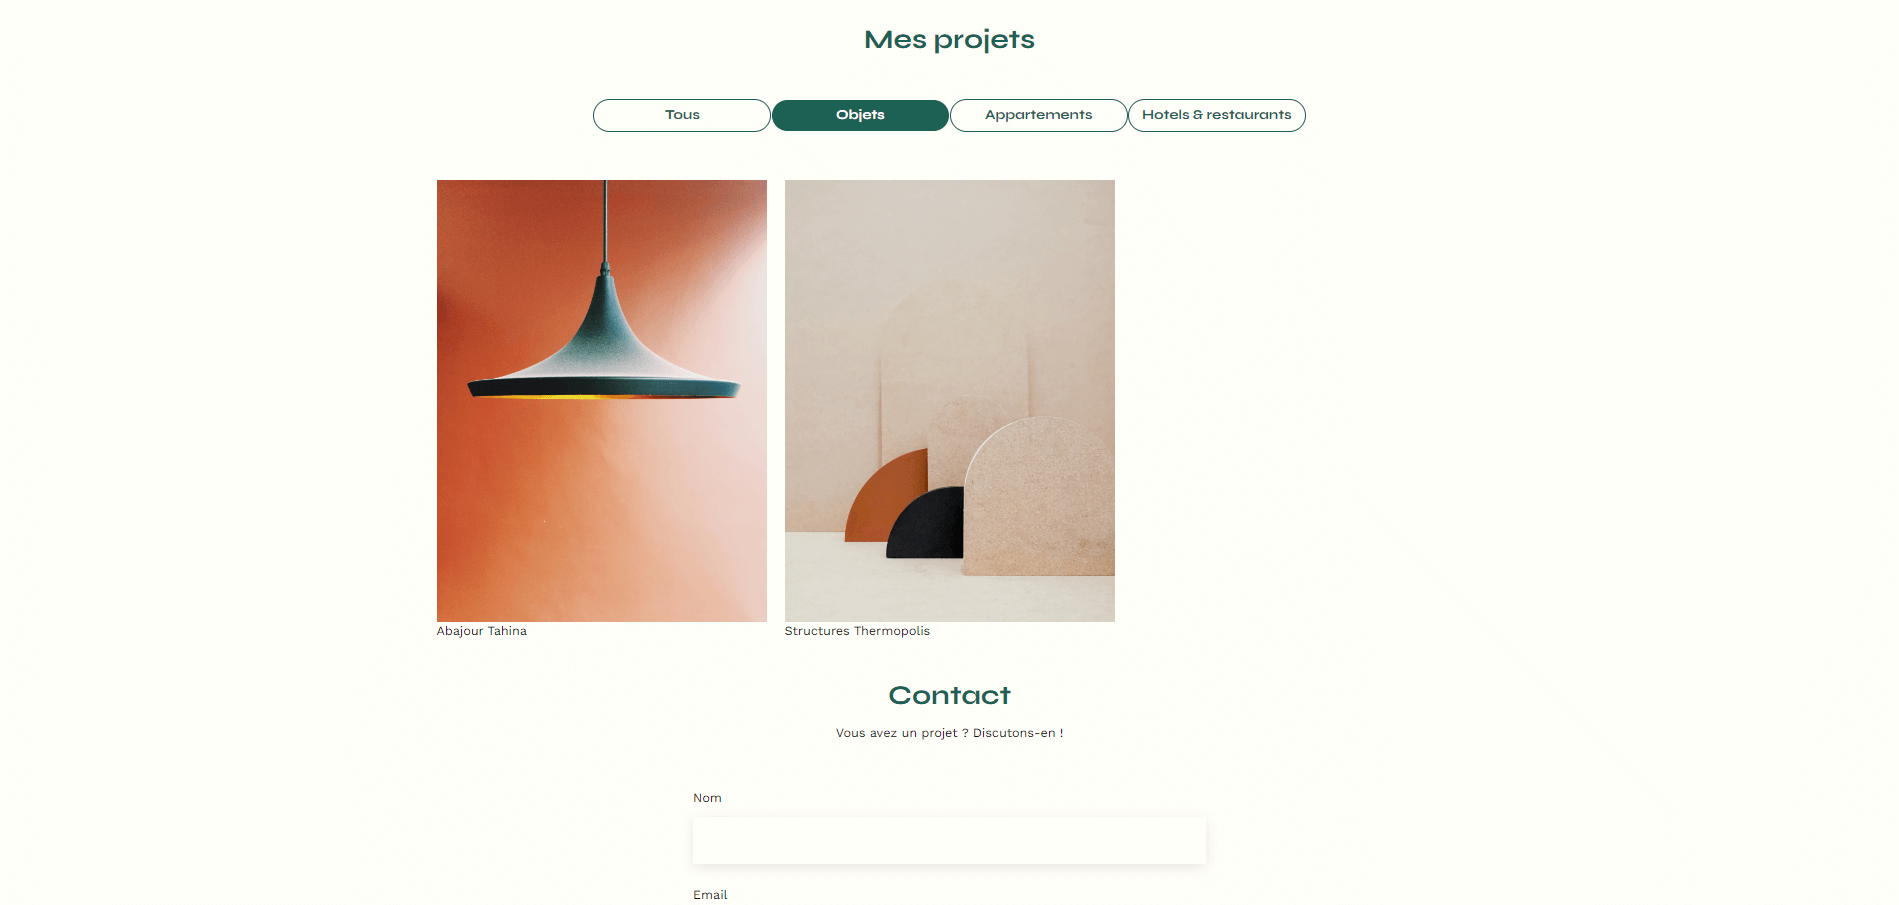 Mes projets
Tous
Objets
Appartements
Hotels & restaurants
Abajour Tahina
Structures Thermopolis
Contact
Vous avez un projet ? Discutons-en !
Nom
Email